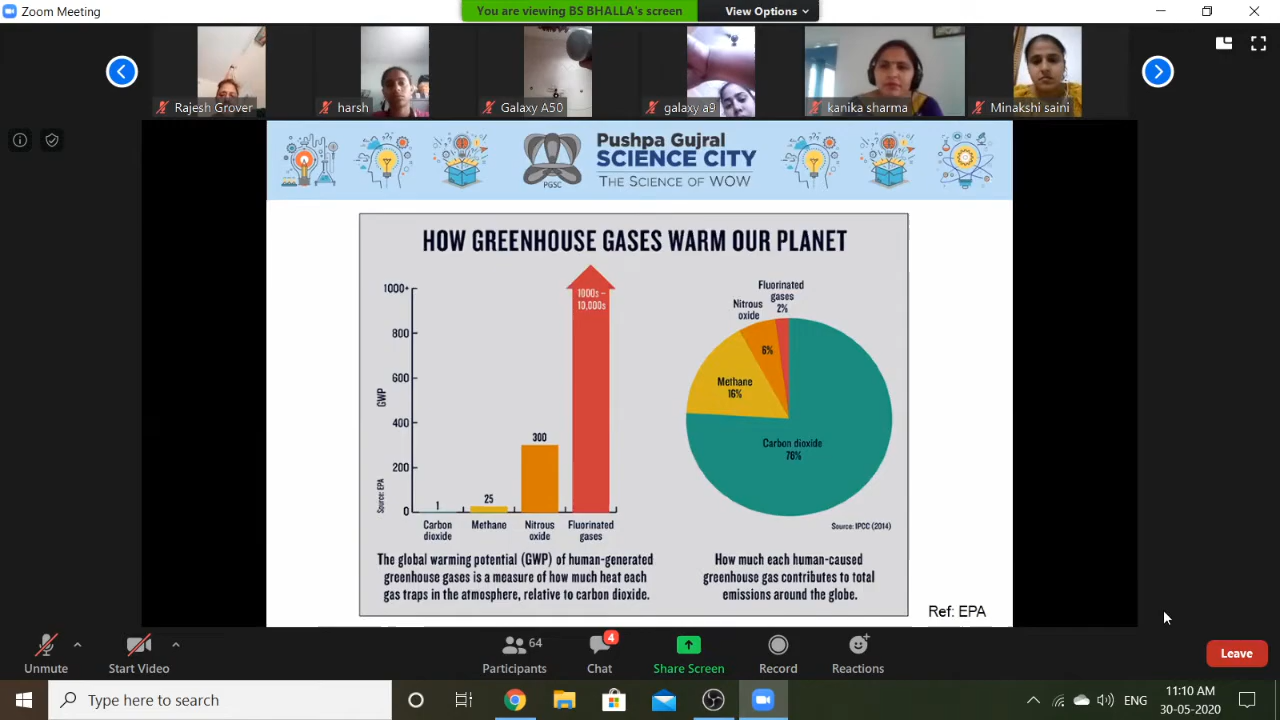 Zoom Meeting
You are viewing BS BHALLA's screen
View Options
Rajesh Grover
harsh
Galaxy A50
galaxy a9
kanika sharma
Minakshi saini
PGSC
Pushpa Gujral
SCIENCE CITY
THE SCIENCE OF WOW
HOW GREENHOUSE GASES WARM OUR PLANET
1000+
800
600
400
200
0
GWP
Source: EPA
1
25
300
1000s –
10,000s
Carbon
dioxide
Methane
Nitrous
oxide
Fluorinated
gases
The global warming potential (GWP) of human-generated
greenhouse gases is a measure of how much heat each
gas traps in the atmosphere, relative to carbon dioxide.
Fluorinated
gases
2%
Nitrous
oxide
6%
Methane
16%
Carbon dioxide
76%
Source: IPCC (2014)
How much each human-caused
greenhouse gas contributes to total
emissions around the globe.
Ref: EPA
Unmute
Start Video
64
Participants
4
Chat
Share Screen
Record
Reactions
Leave
Type here to search
ENG
11:10 AM
30-05-2020